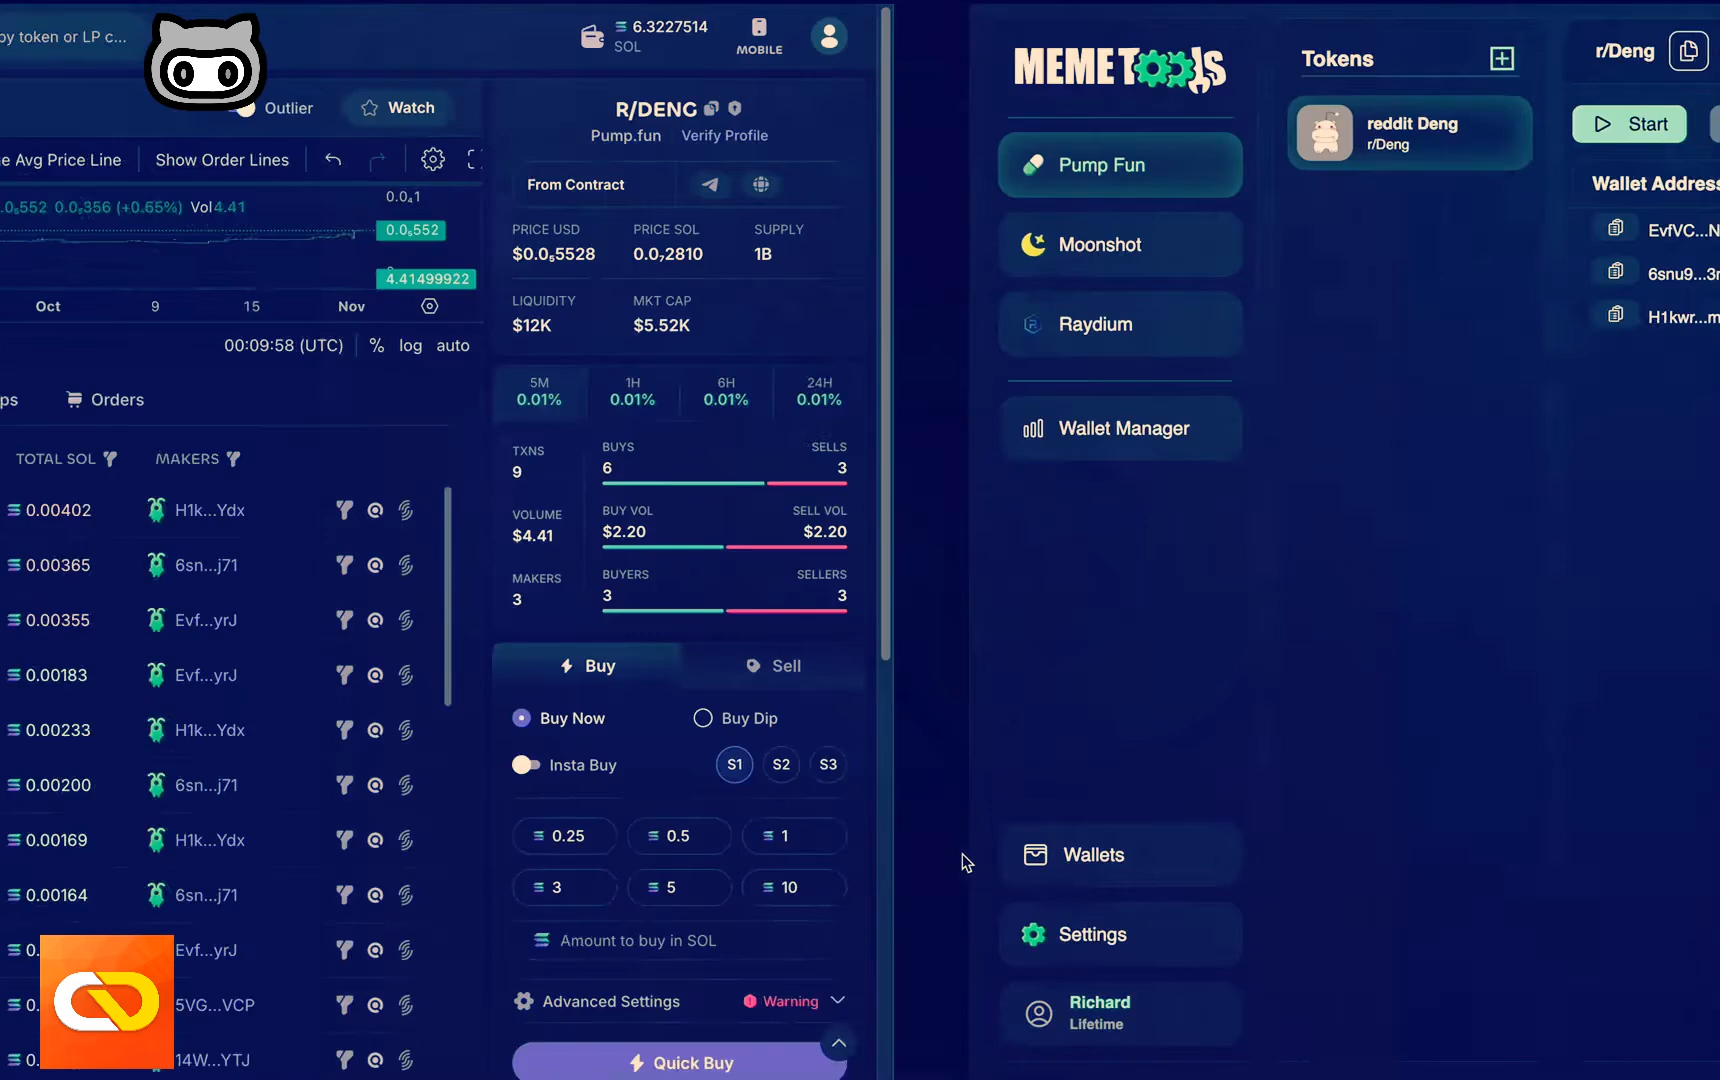 by token or LP c...
6.3227514
SOL
MOBILE
Outlier
Watch
e Avg Price Line
Show Order Lines
0.0₅356 (+0.65%) Vol4.41
0.0₄1
0.0₅552
4.41499922
Oct
9
15
Nov
00:09:58 (UTC)
%
log
auto
ps
Orders
TOTAL SOL
MAKERS
0.00402
H1k...Ydx
0.00365
6sn...j71
0.00355
Evf...yrJ
0.00183
Evf...yrJ
0.00233
H1k...Ydx
0.00200
6sn...j71
0.00169
H1k...Ydx
0.00164
6sn...j71
0.
Evf...yrJ
0.
5VG...VCP
0.
14W...YTJ
R/DENG
Pump.fun
Verify Profile
From Contract
PRICE USD
PRICE SOL
SUPPLY
$0.0₅5528
0.0₇2810
1B
LIQUIDITY
MKT CAP
$12K
$5.52K
5M
1H
6H
24H
0.01%
0.01%
0.01%
0.01%
TXNS
9
BUYS
6
SELLS
3
VOLUME
$4.41
BUY VOL
$2.20
SELL VOL
$2.20
MAKERS
3
BUYERS
3
SELLERS
3
Buy
Sell
Buy Now
Buy Dip
Insta Buy
S1
S2
S3
0.25
0.5
1
3
5
10
Amount to buy in SOL
Advanced Settings
Warning
Quick Buy
MEMETOOLS
Pump Fun
Moonshot
Raydium
Wallet Manager
Wallets
Settings
Richard
Lifetime
Tokens
reddit Deng
r/Deng
r/Deng
Start
Wallet Address
EvfVC...N
6snu9...3r
H1kwr...m